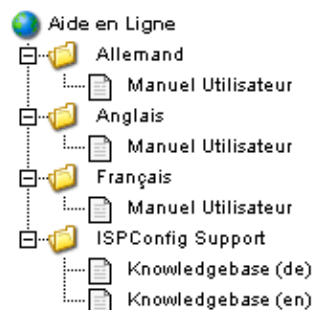 Aide en Ligne
Allemand
Manuel Utilisateur
Anglais
Manuel Utilisateur
Français
Manuel Utilisateur
ISPConfig Support
Knowledgebase (de)
Knowledgebase (en)